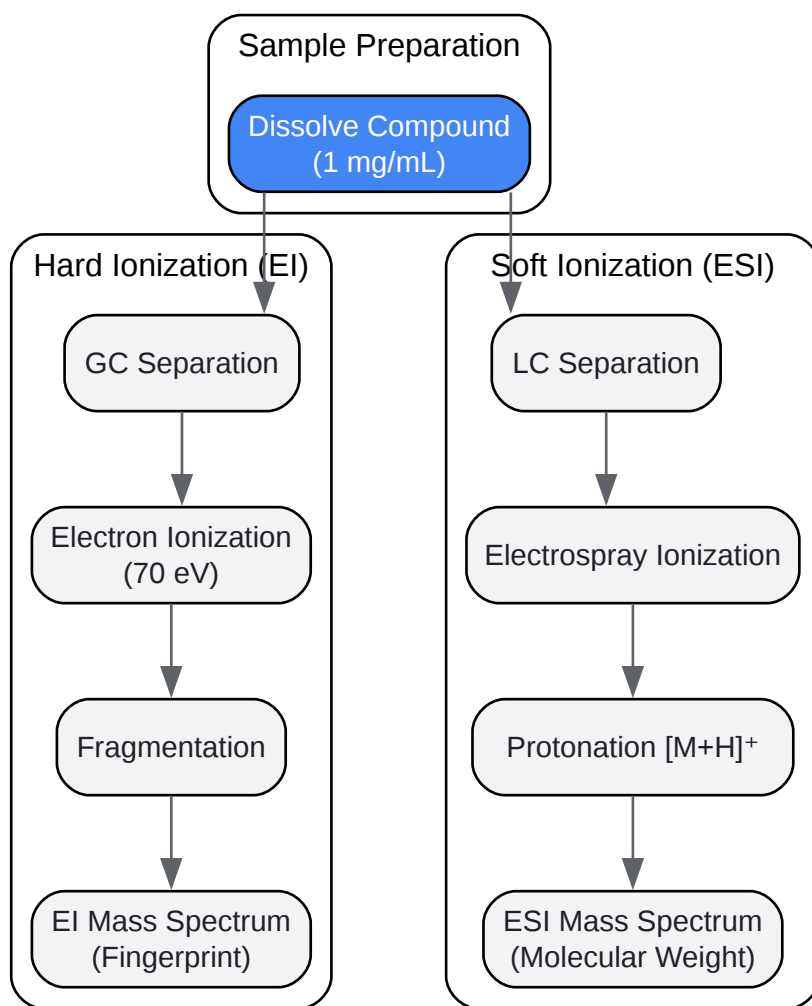 Sample Preparation
Dissolve Compound
(1 mg/mL)
Hard Ionization (EI)
GC Separation
Electron Ionization
(70 eV)
Fragmentation
EI Mass Spectrum
(Fingerprint)
Soft Ionization (ESI)
LC Separation
Electrospray Ionization
Protonation [M+H]⁺
ESI Mass Spectrum
(Molecular Weight)